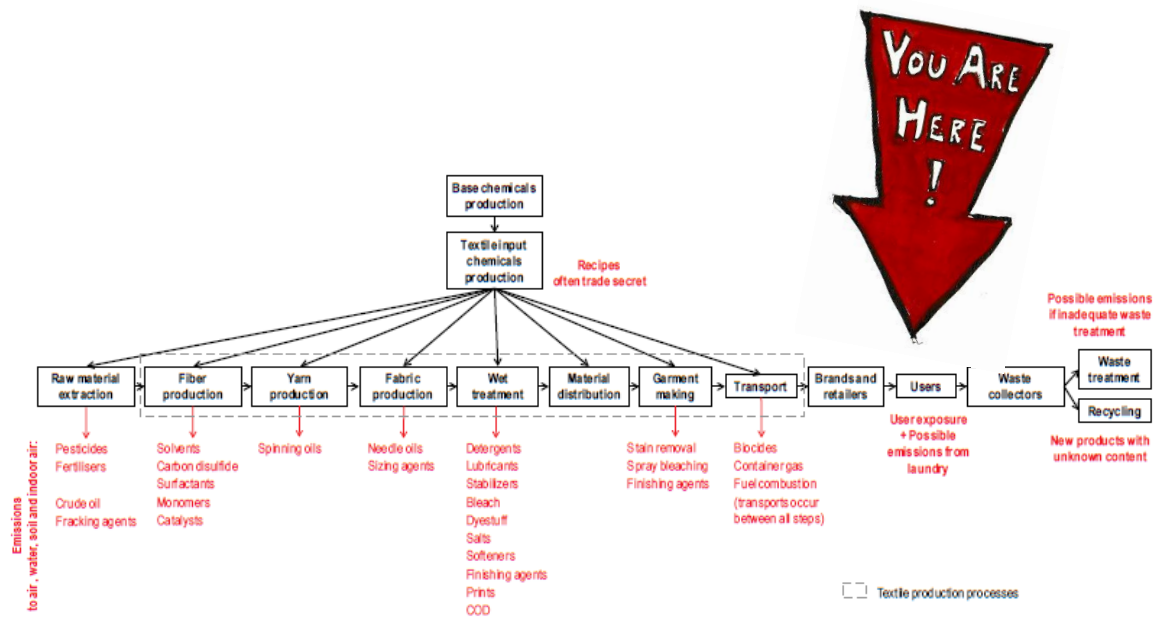 YOU ARE
HERE
!
Base chemicals
production
Textile input
chemicals
production
Recipes
often trade secret
Possible emissions
if inadequate waste
treatment
Raw material
extraction
Fiber
production
Yarn
production
Fabric
production
Wet
treatment
Material
distribution
Garment
making
Transport
Brands and
retailers
Users
Waste
collectors
Waste
treatment
Recycling
Emissions
to air, water, soil and indoor air:
Pesticides
Fertilisers
Crude oil
Fracking agents
Solvents
Carbon disulfide
Surfactants
Monomers
Catalysts
Spinning oils
Needle oils
Sizing agents
Detergents
Lubricants
Stabilizers
Bleach
Dyestuff
Salts
Softeners
Finishing agents
Prints
COD
Stain removal
Spray bleaching
Finishing agents
Biocides
Container gas
Fuel combustion
(transports occur
between all steps)
User exposure
+ Possible
emissions from
laundry
New products with
unknown content
Textile production processes